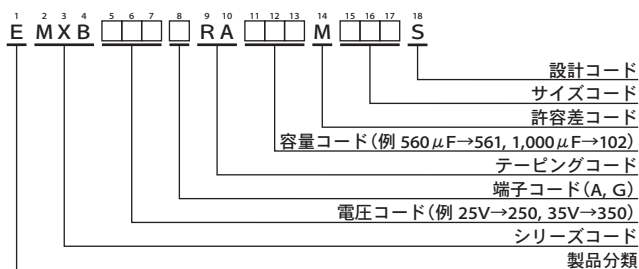 1 2 3 4 5 6 7 8 9 10 11 12 13 14 15 16 17 18
E MXB □□□ □ RA □□□ M □□□ S
設計コード
サイズコード
許容差コード
容量コード(例 560μF→561, 1,000μF→102)
テーピングコード
端子コード(A, G)
電圧コード(例 25V→250, 35V→350)
シリーズコード
製品分類